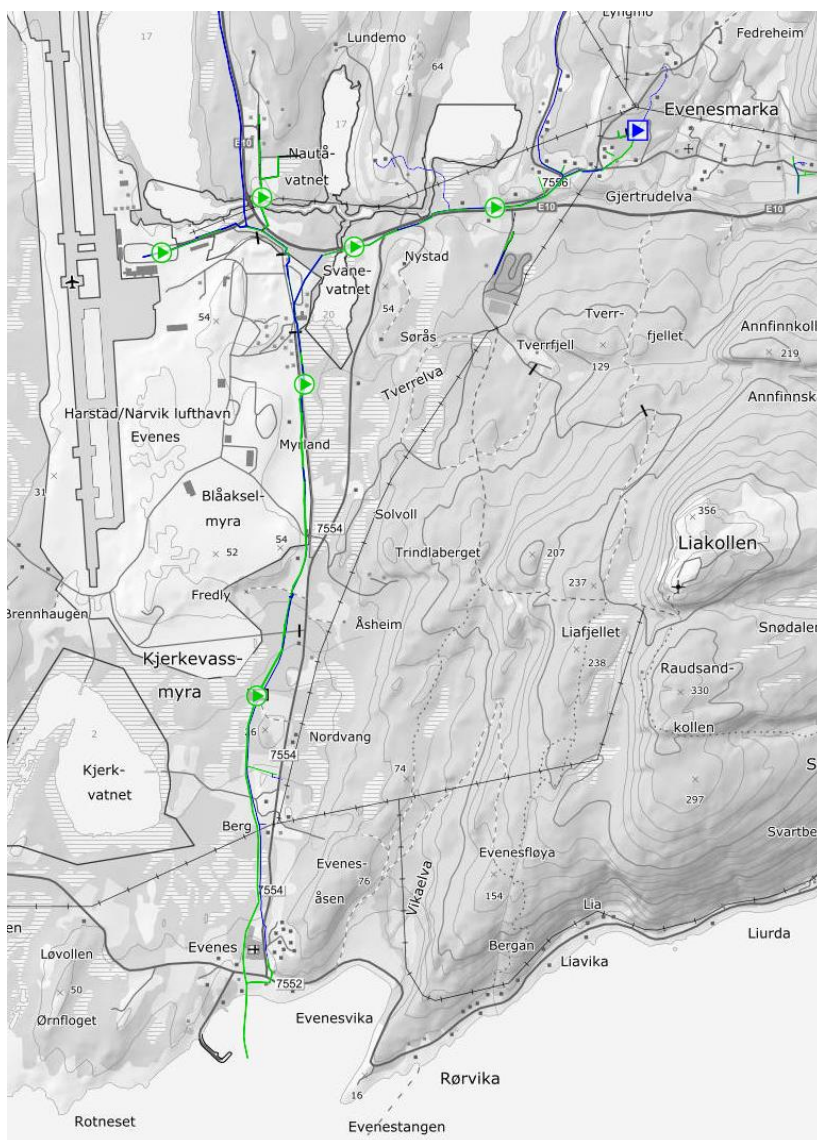 Lyngmo
Fedreheim
17
Lundemo
64
Evenesmarka
17
E10
Nautå-
vatnet
7556
Gjertrudelva
E10
E10
Nystad
Svane-
vatnet
54
20
54
Sørås
Tverrelva
Tverrfjell
Tverr-
fjellet
129
Annfinnkoll
219
Annfinnsk
Harstad/Narvik lufthavn
Evenes
Myrland
31
Blåaksel-
myra
52
54
7554
Solvoll
Trindlaberget
207
356
Liakollen
237
Brennhaugen
Fredly
Åsheim
Liafjellet
238
Snødalen
Kjerkevass-
myra
Raudsand-
330
kollen
2
Kjerk-
vatnet
Nordvang
7554
74
297
S
Berg
Svartbe
Evenes-
åsen
76
Vikaelva
Evenesfløya
154
7554
en
Løvollen
Evenes
Lia
Bergan
Liavika
Liurda
50
Ørnfloget
7552
Evenesvika
Rørvika
16
Rotneset
Evenestangen